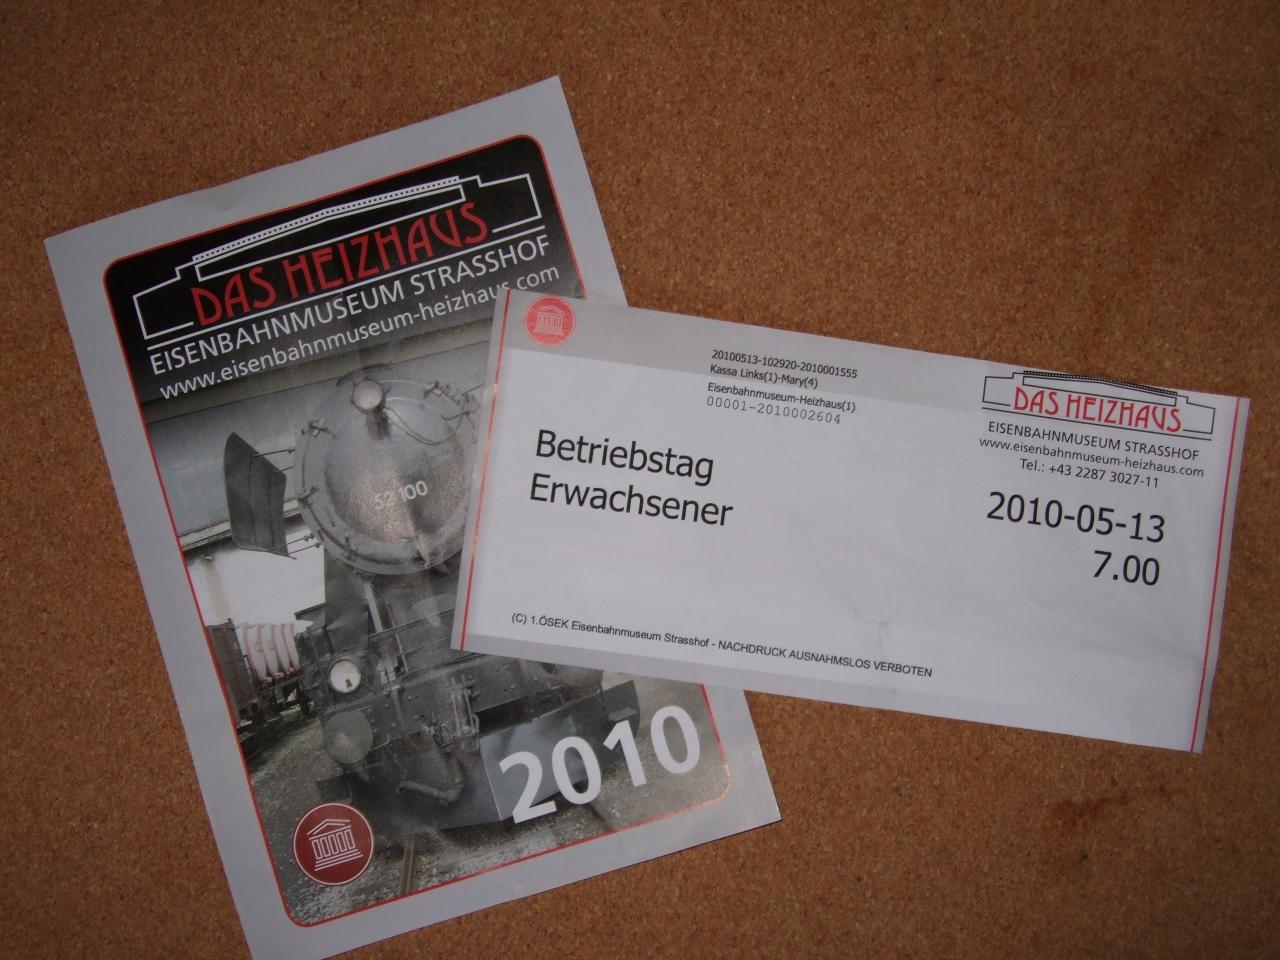 DAS HEIZHAUS
EISENBAHNMUSEUM STRASSHOF
www.eisenbahnmuseum-heizhaus.com
52 100
2010
20100513-102920-2010001555
Kassa Links(1)-Mary(4)
Eisenbahnmuseum-Heizhaus(1)
00001-2010002604
DAS HEIZHAUS
EISENBAHNMUSEUM STRASSHOF
www.eisenbahnmuseum-heizhaus.com
Tel.: +43 2287 3027-11
Betriebstag
Erwachsener
2010-05-13
7.00
(C) 1.ÖSEK Eisenbahnmuseum Strasshof - NACHDRUCK AUSNAHMSLOS VERBOTEN